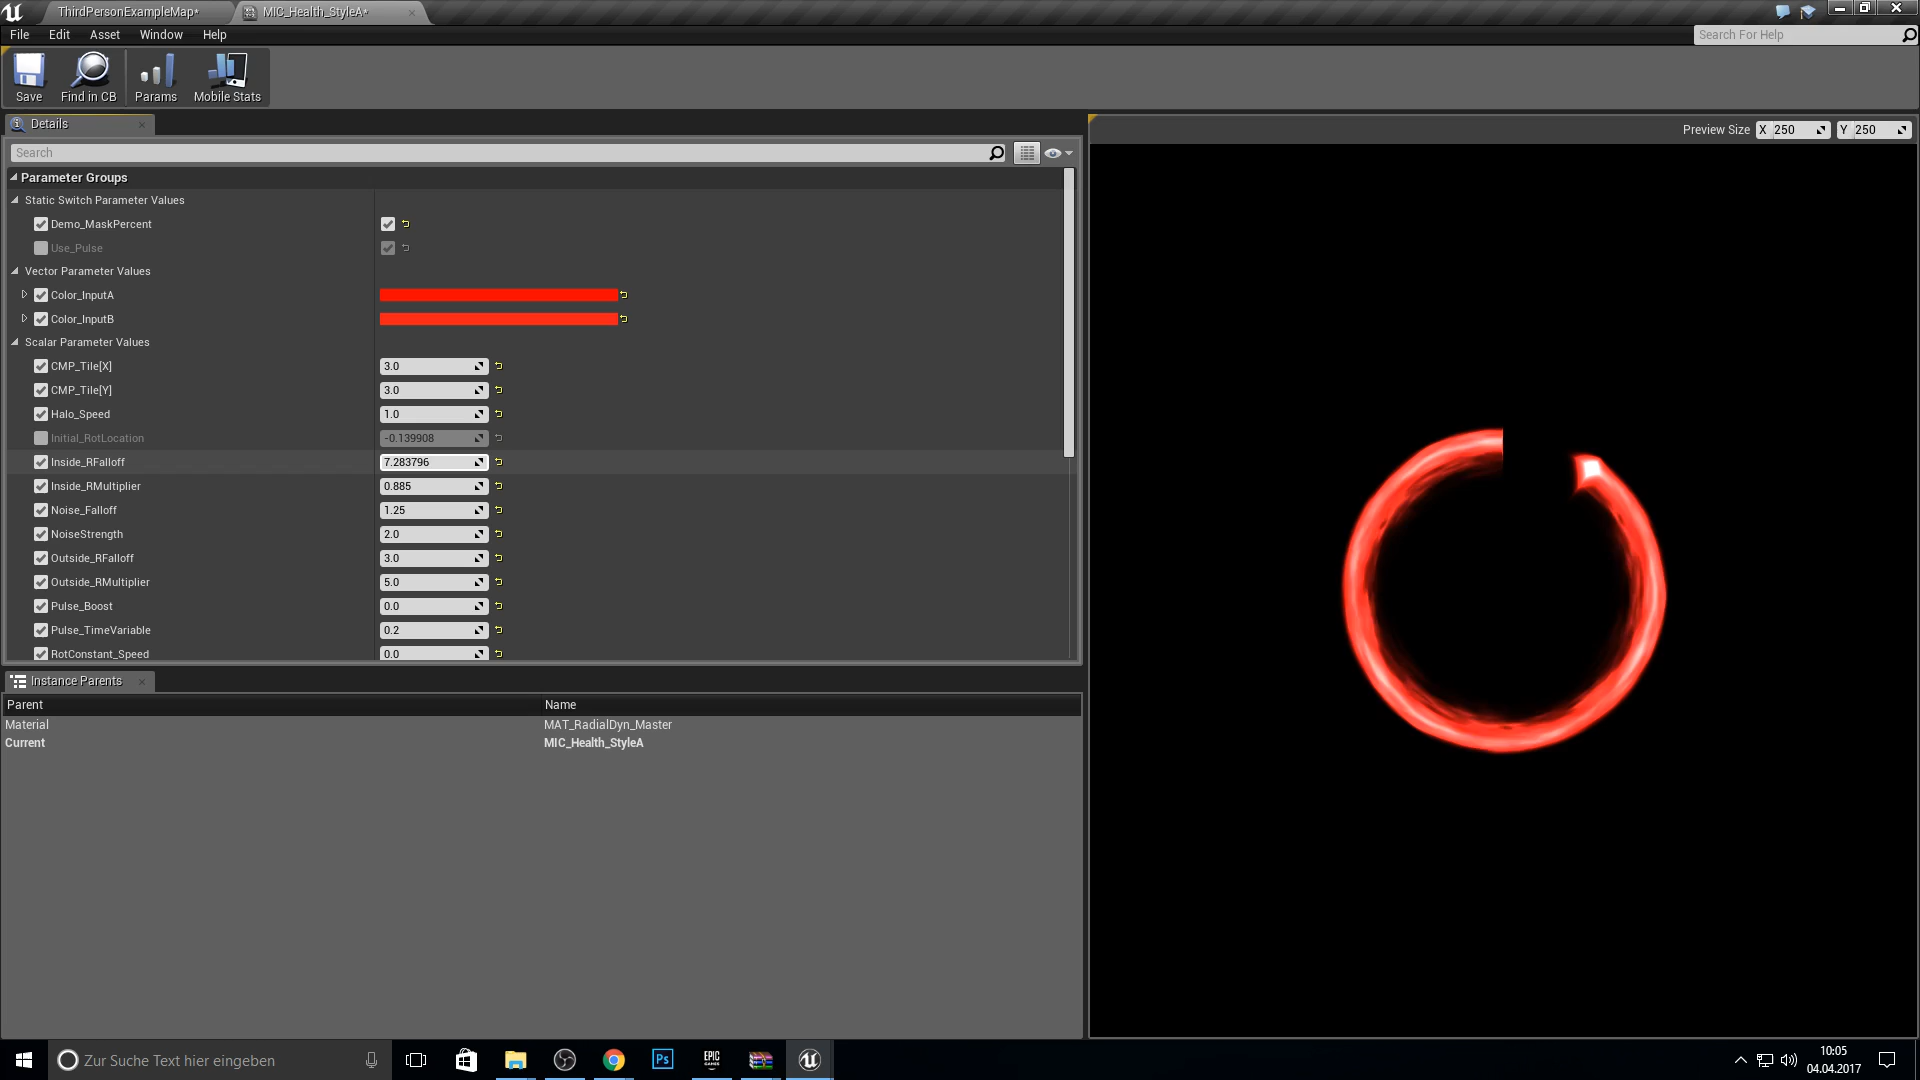 ThirdPersonExampleMap*
MIC_Health_StyleA*
File Edit Asset Window Help
Search For Help
Save Find in CB Params Mobile Stats
Details
Preview Size X 250 Y 250
Search
Parameter Groups
Static Switch Parameter Values
Demo_MaskPercent
Use_Pulse
Vector Parameter Values
Color_InputA
Color_InputB
Scalar Parameter Values
CMP_Tile[X] 3.0
CMP_Tile[Y] 3.0
Halo_Speed 1.0
Initial_RotLocation -0.139908
Inside_RFalloff 7.283796
Inside_RMultiplier 0.885
Noise_Falloff 1.25
NoiseStrength 2.0
Outside_RFalloff 3.0
Outside_RMultiplier 5.0
Pulse_Boost 0.0
Pulse_TimeVariable 0.2
RotConstant_Speed 0.0
Instance Parents
Parent Name
Material MAT_RadialDyn_Master
Current MIC_Health_StyleA
Zur Suche Text hier eingeben
Ps
EPIC
GAMES
10:05
04.04.2017